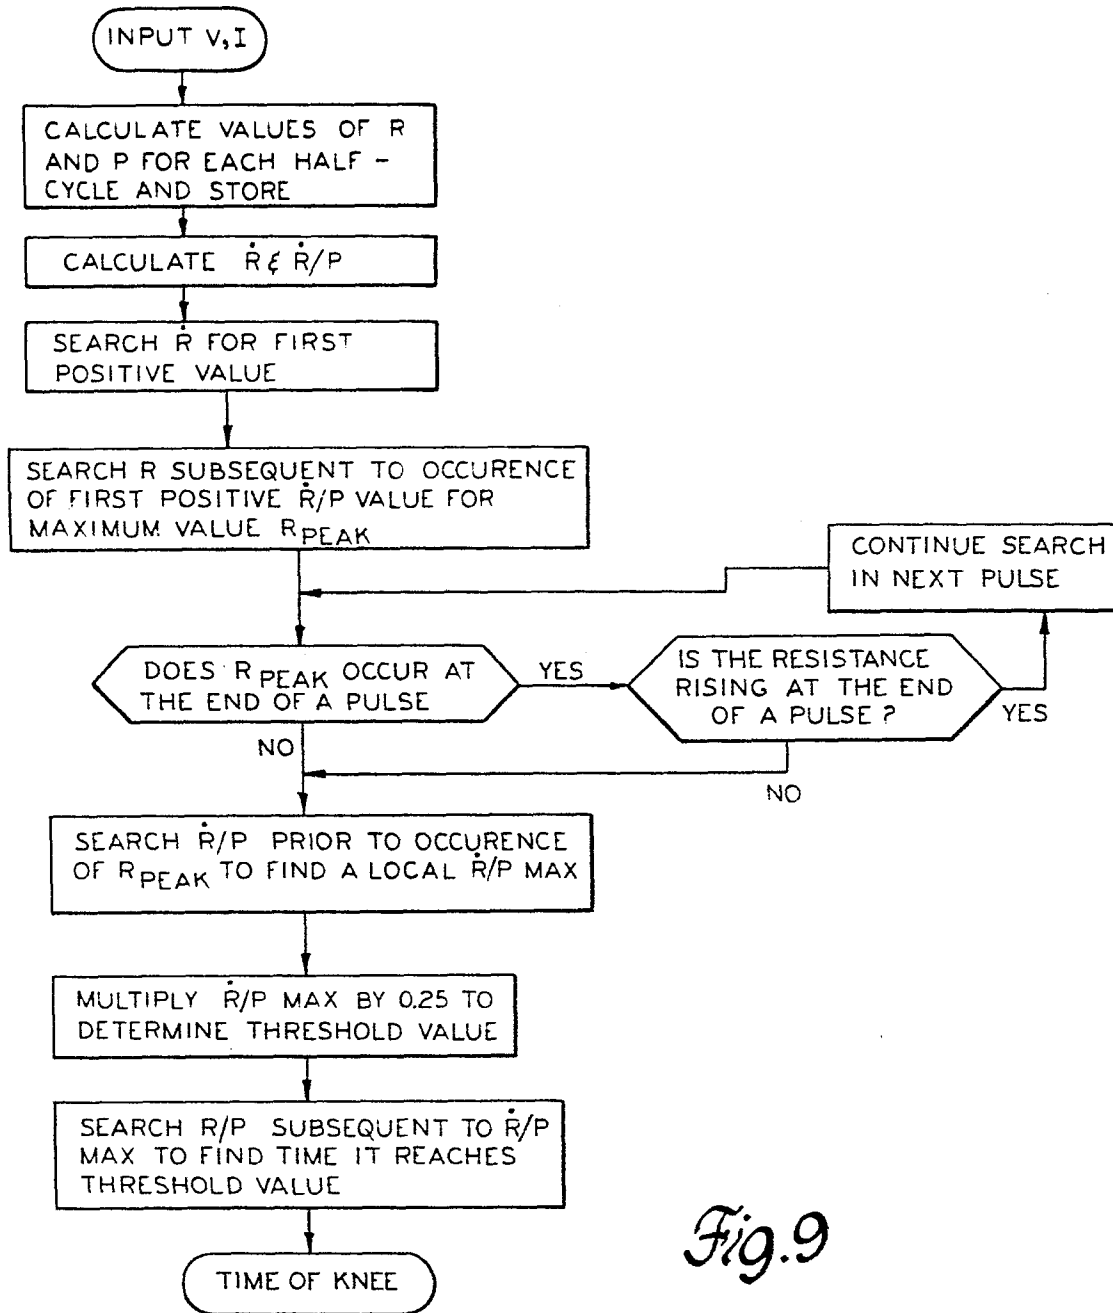 INPUT V, I
CALCULATE VALUES OF R
AND P FOR EACH HALF -
CYCLE AND STORE
CALCULATE Ṙ & Ṙ/P
SEARCH Ṙ FOR FIRST
POSITIVE VALUE
SEARCH R SUBSEQUENT TO OCCURENCE
OF FIRST POSITIVE Ṙ/P VALUE FOR
MAXIMUM VALUE RPEAK
CONTINUE SEARCH
IN NEXT PULSE
DOES RPEAK OCCUR AT
THE END OF A PULSE
YES
IS THE RESISTANCE
RISING AT THE END
OF A PULSE?
YES
NO
NO
SEARCH Ṙ/P PRIOR TO OCCURENCE
OF RPEAK TO FIND A LOCAL Ṙ/P MAX
MULTIPLY Ṙ/P MAX BY 0.25 TO
DETERMINE THRESHOLD VALUE
SEARCH R/P SUBSEQUENT TO Ṙ/P
MAX TO FIND TIME IT REACHES
THRESHOLD VALUE
TIME OF KNEE
Fig.9